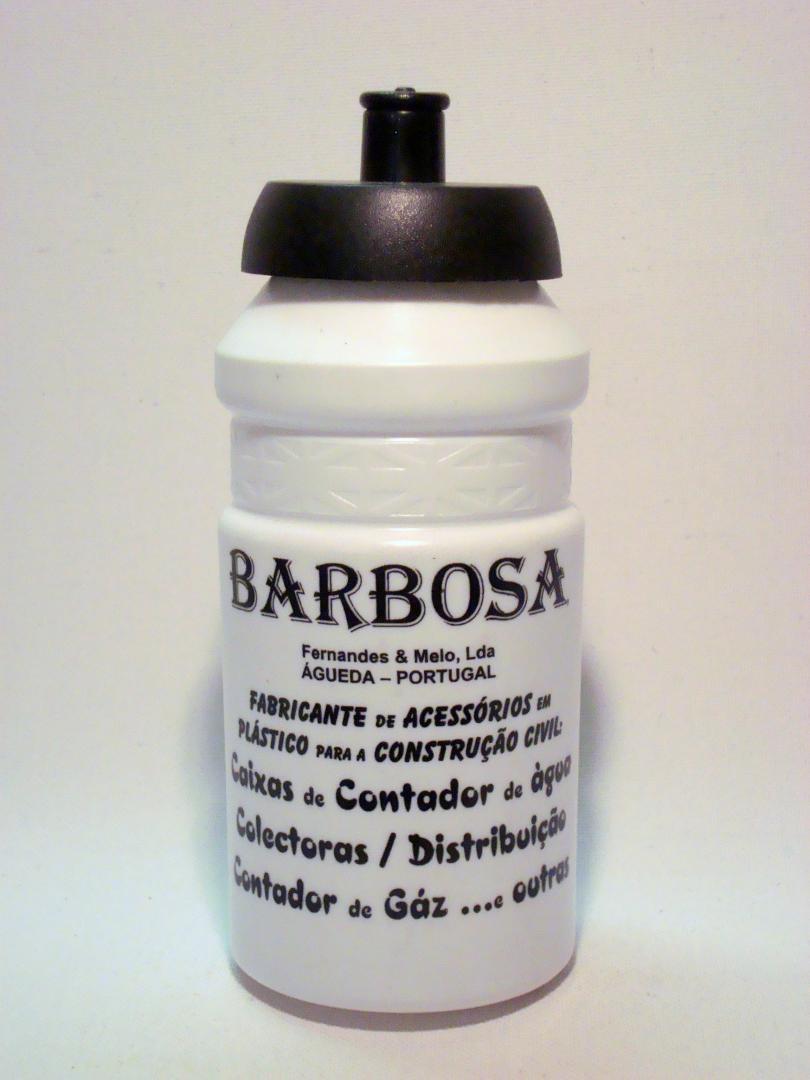 BARBOSA
Fernandes & Melo, Lda
ÁGUEDA – PORTUGAL
FABRICANTE DE ACESSÓRIOS EM
PLÁSTICO PARA A CONSTRUÇÃO CIVIL:
Caixas de Contador de àgua
Colectoras / Distribuição
Contador de Gáz ...e outras